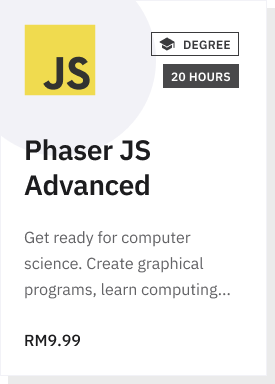 JS
DEGREE
20 HOURS
Phaser JS
Advanced
Get ready for computer
science. Create graphical
programs, learn computing...
RM9.99